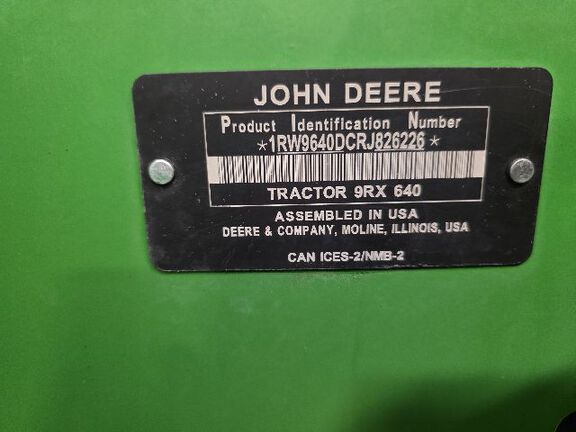 JOHN DEERE
Product Identification Number
*1RW9640DCRJ826226*
TRACTOR 9RX 640
ASSEMBLED IN USA
DEERE & COMPANY, MOLINE, ILLINOIS, USA
CAN ICES-2/NMB-2